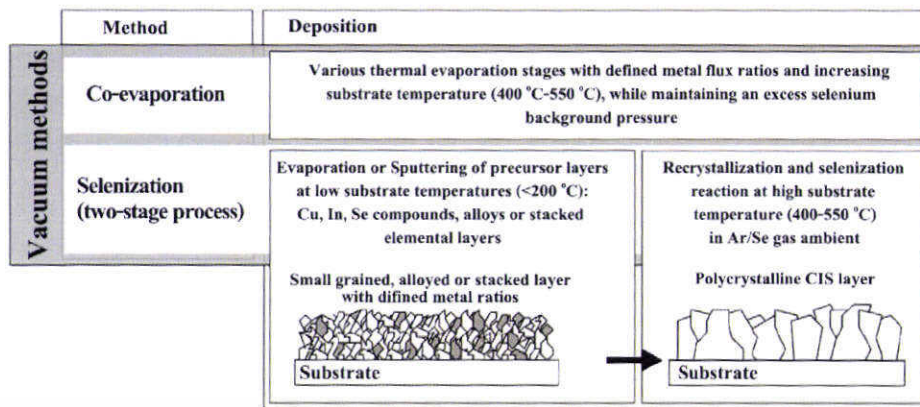 Method
Deposition
Vacuum methods
Co-evaporation
Various thermal evaporation stages with defined metal flux ratios and increasing
substrate temperature (400 °C-550 °C), while maintaining an excess selenium
background pressure
Selenization
(two-stage process)
Evaporation or Sputtering of precursor layers
at low substrate temperatures (<200 °C):
Cu, In, Se compounds, alloys or stacked
elemental layers
Small grained, alloyed or stacked layer
with difined metal ratios
Substrate
Recrystallization and selenization
reaction at high substrate
temperature (400-550 °C)
in Ar/Se gas ambient
Polycrystalline CIS layer
Substrate